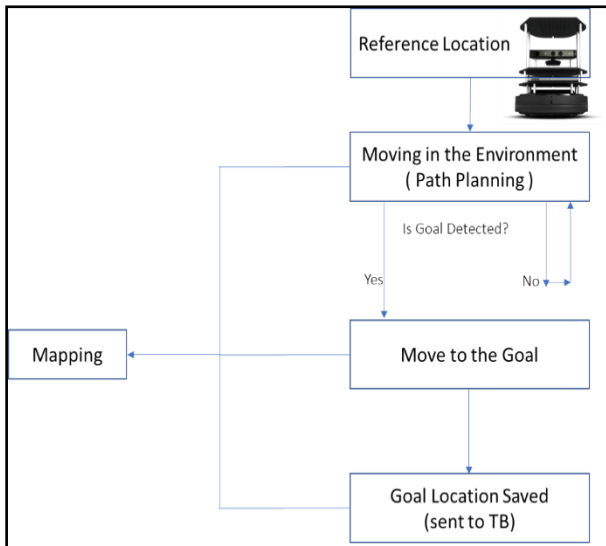 Reference Location
Moving in the Environment
( Path Planning )
Is Goal Detected?
Yes
No
Mapping
Move to the Goal
Goal Location Saved
(sent to TB)